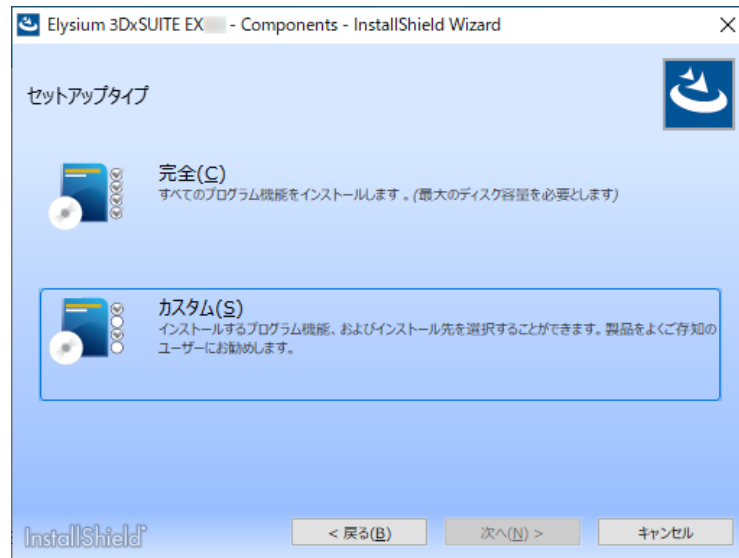 Elysium 3DxSUITE EX - Components - InstallShield Wizard
セットアップタイプ
完全(C)
すべてのプログラム機能をインストールします 。(最大のディスク容量を必要とします)
カスタム(S)
インストールするプログラム機能、およびインストール先を選択することができます。製品をよくご存知の
ユーザーにお勧めします。
InstallShield
< 戻る(B)
次へ(N) >
キャンセル